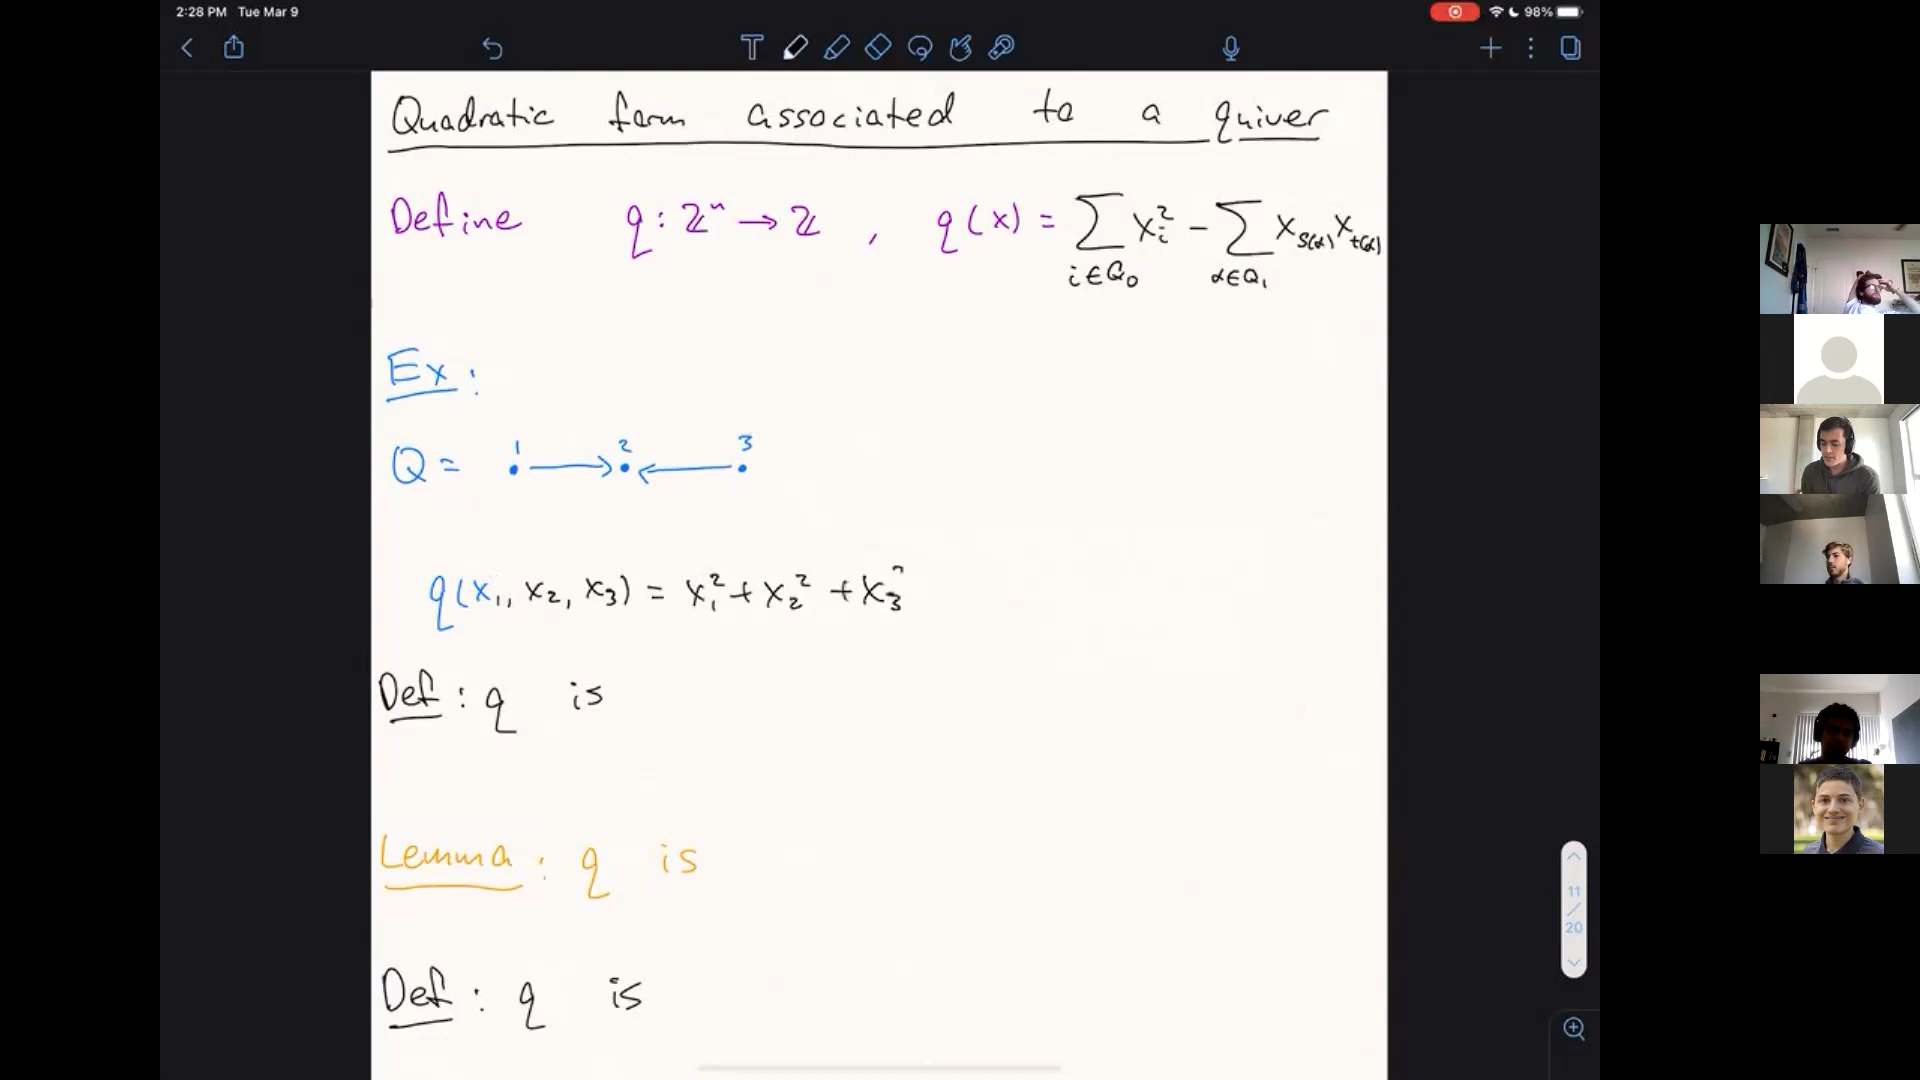 2:28 PM Tue Mar 9
98%
Quadratic form associated to a quiver
Define q: ℤⁿ → ℤ , q(x) = ∑_{i∈Q₀} xᵢ² − ∑_{α∈Q₁} x_{s(α)} x_{t(α)}
Ex:
1 2 3
Q = • → • ← •
q(x₁, x₂, x₃) = x₁² + x₂² + x₃²
Def: q is
Lemma: q is
Def: q is
11
/
20